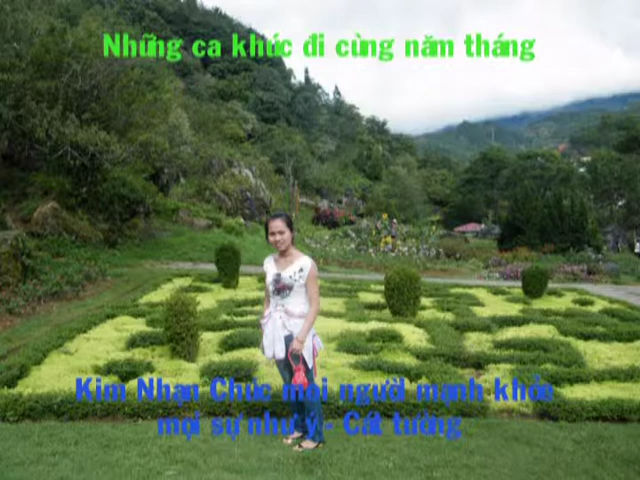 Những ca khúc đi cùng năm tháng
Kim Nhạn Chúc mọi người mạnh khỏe
mọi sự như ý - Cát tường